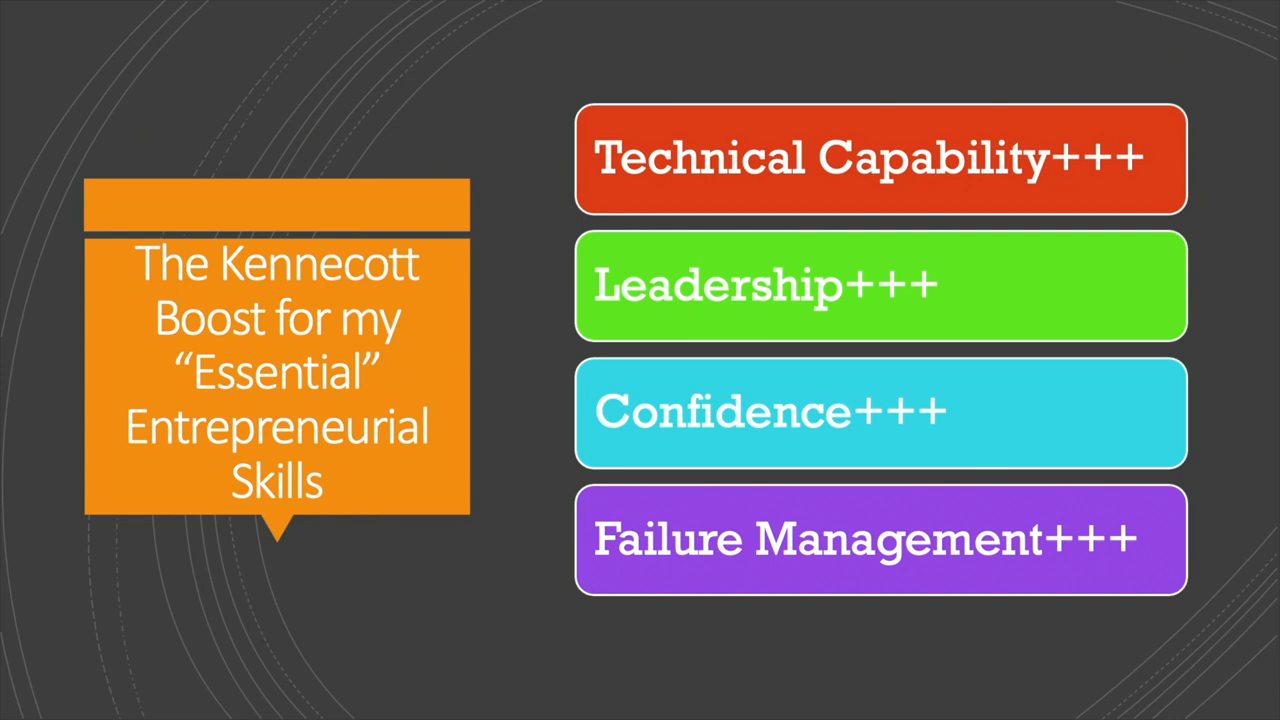 The Kennecott
Boost for my
“Essential”
Entrepreneurial
Skills
Technical Capability+++
Leadership+++
Confidence+++
Failure Management+++